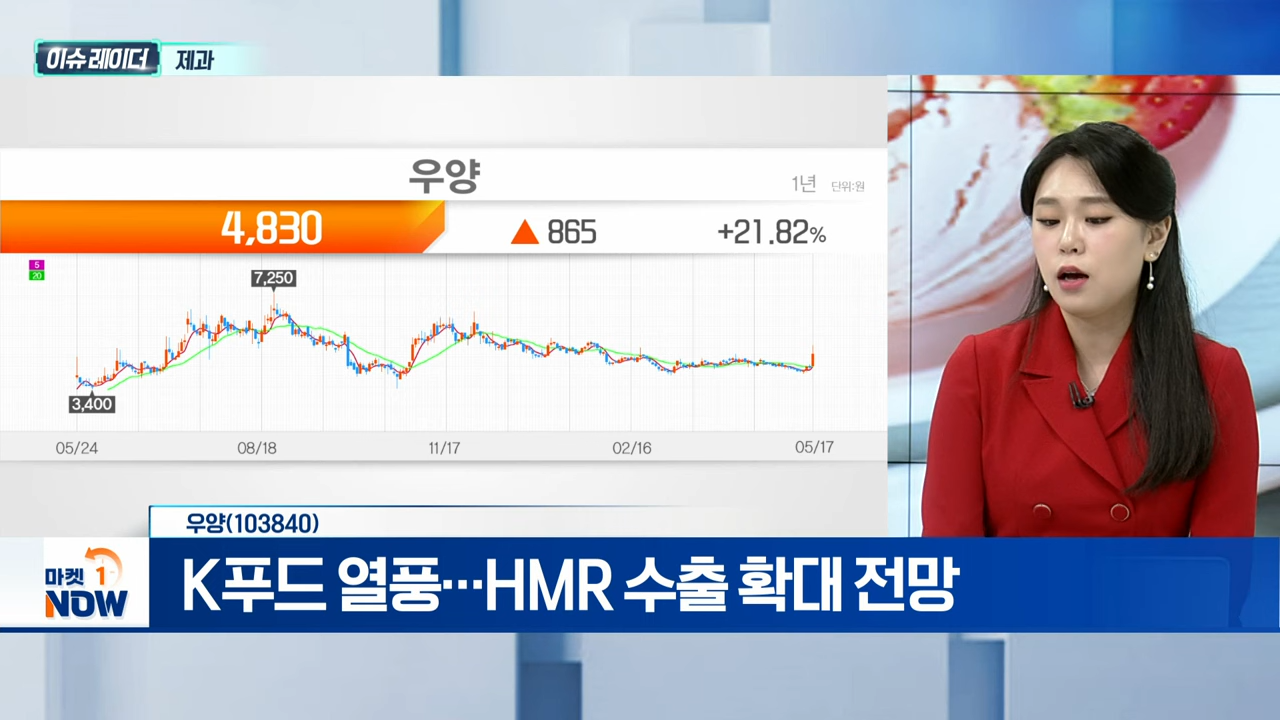 이슈레이더 제과
우양
1년 단위:원
4,830 ▲ 865 +21.82%
5
20
7,250
3,400
05/24 08/18 11/17 02/16 05/17
우양(103840)
마켓 1
NOW
K푸드 열풍…HMR 수출 확대 전망